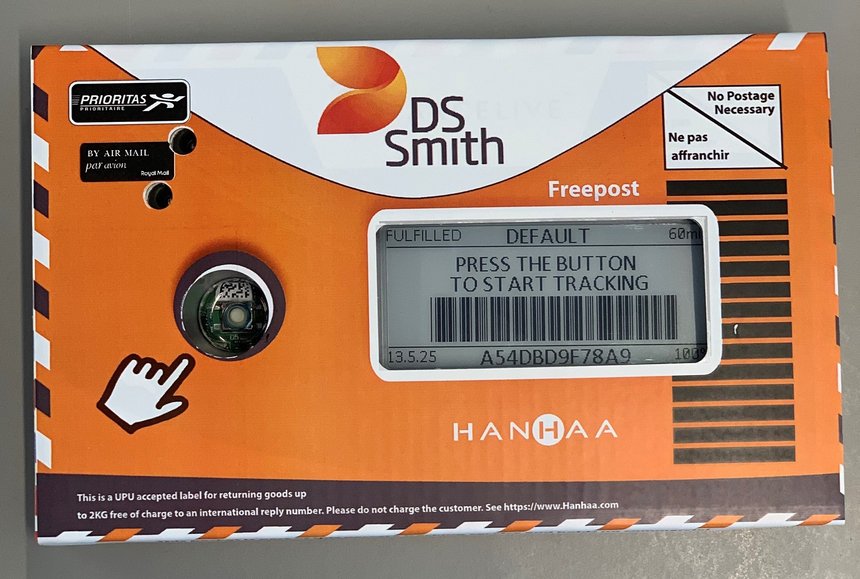 PRIORITAS
PRIORITAIRE
BY AIR MAIL
par avion
Royal Mail
DS
Smith
No Postage
Necessary
Ne pas
affranchir
Freepost
FULFILLED DEFAULT
PRESS THE BUTTON
TO START TRACKING
13.5.25 A54DBD9F78A9
HANHAA
This is a UPU accepted label for returning goods up
to 2KG free of charge to an international reply number. Please do not charge the customer. See https://www.Hanhaa.com